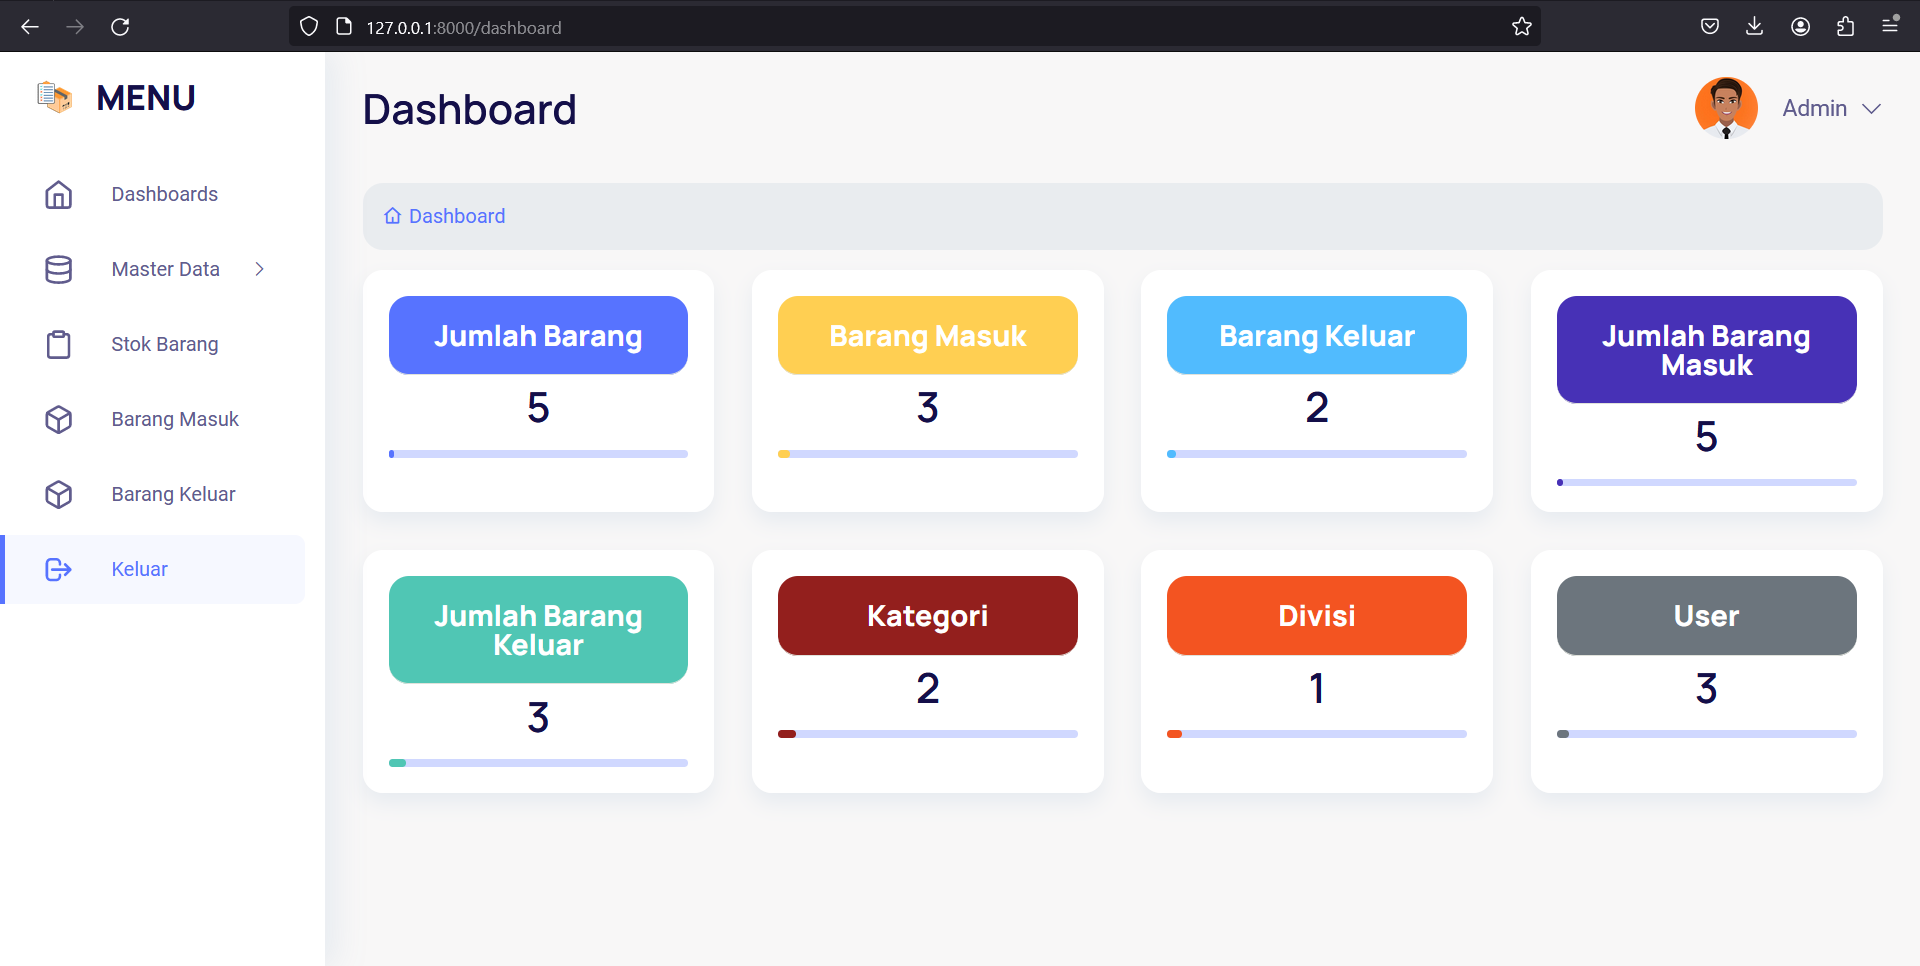 127.0.0.1:8000/dashboard
MENU
Dashboards
Master Data
Stok Barang
Barang Masuk
Barang Keluar
Keluar
Dashboard
Admin
Dashboard
Jumlah Barang
5
Barang Masuk
3
Barang Keluar
2
Jumlah Barang
Masuk
5
Jumlah Barang
Keluar
3
Kategori
2
Divisi
1
User
3